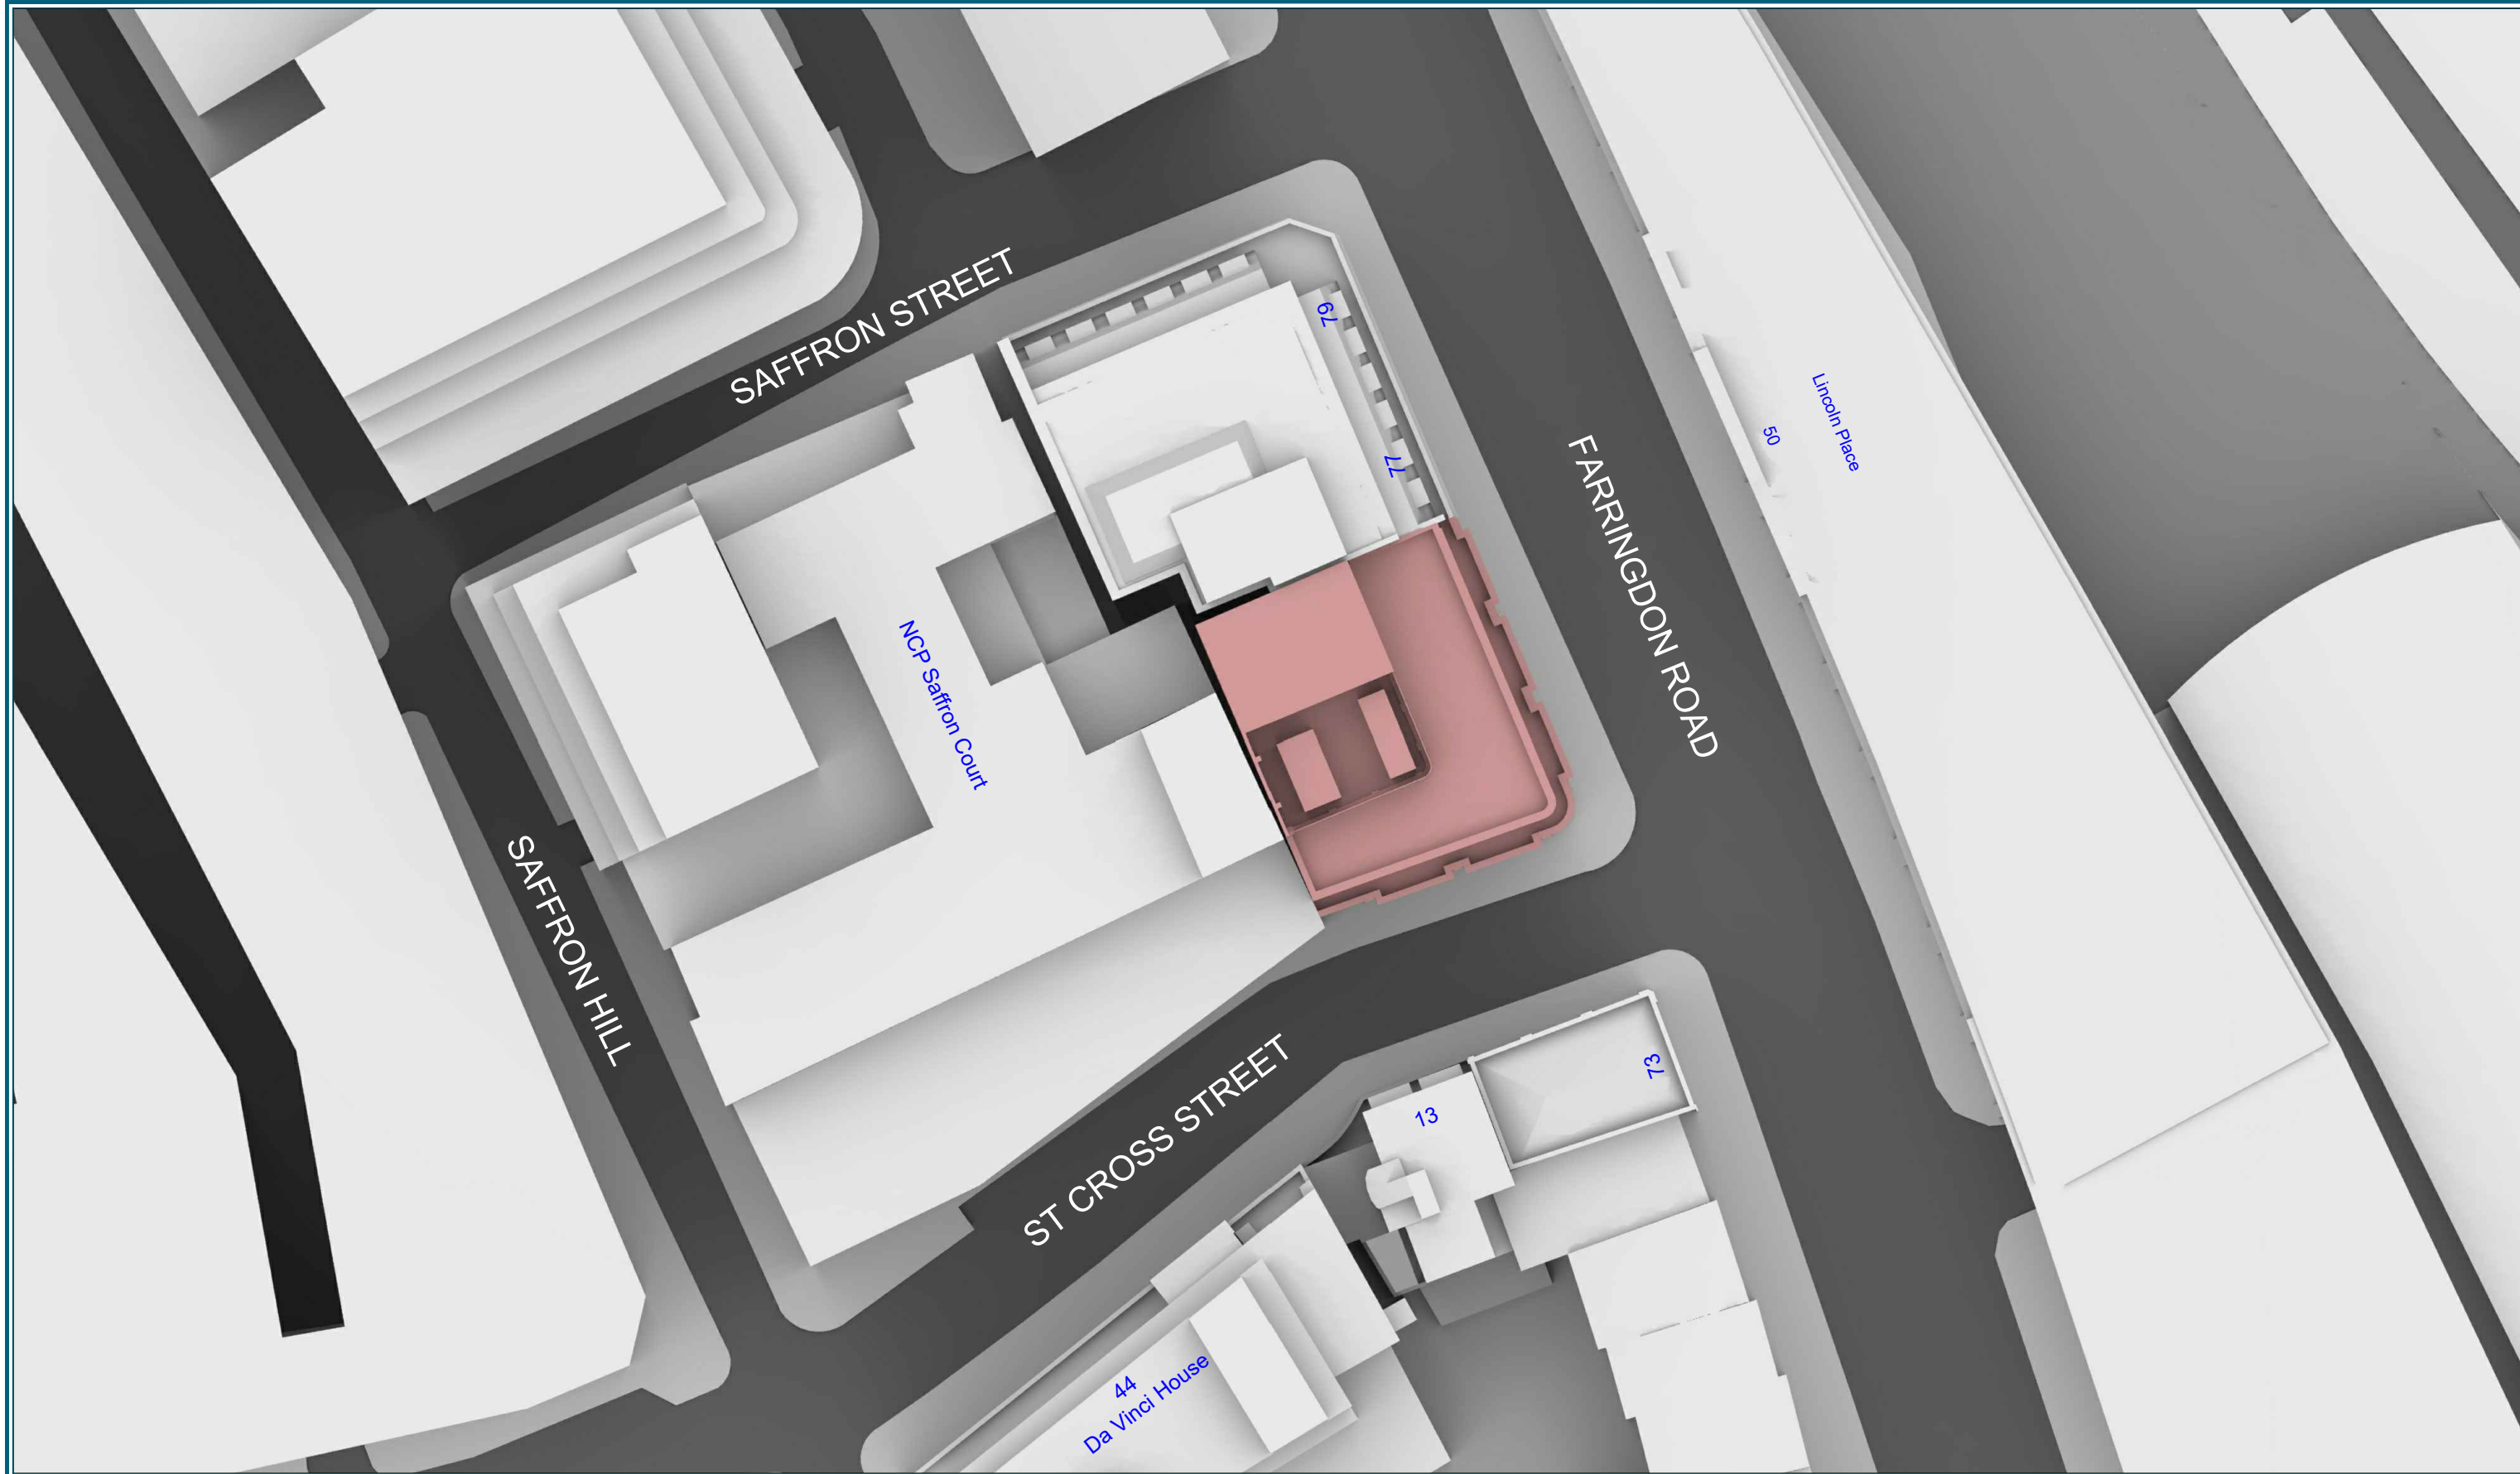 SAFFRON STREET
79
77
FARRINGDON ROAD
50
Lincoln Place
NCP Saffron Court
SAFFRON HILL
ST CROSS STREET
73
13
44
Da Vinci House